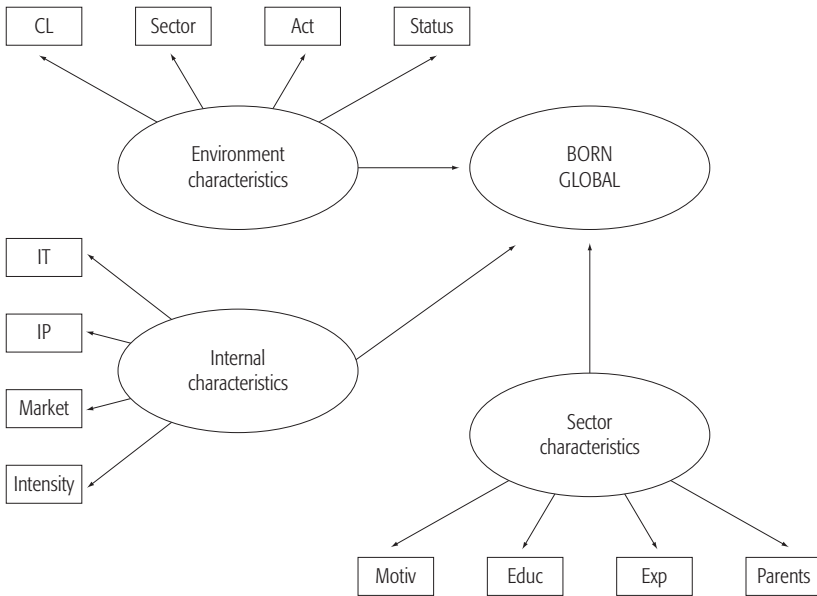 CL
Sector
Act
Status
Environment
characteristics
BORN
GLOBAL
IT
IP
Market
Intensity
Internal
characteristics
Sector
characteristics
Motiv
Educ
Exp
Parents